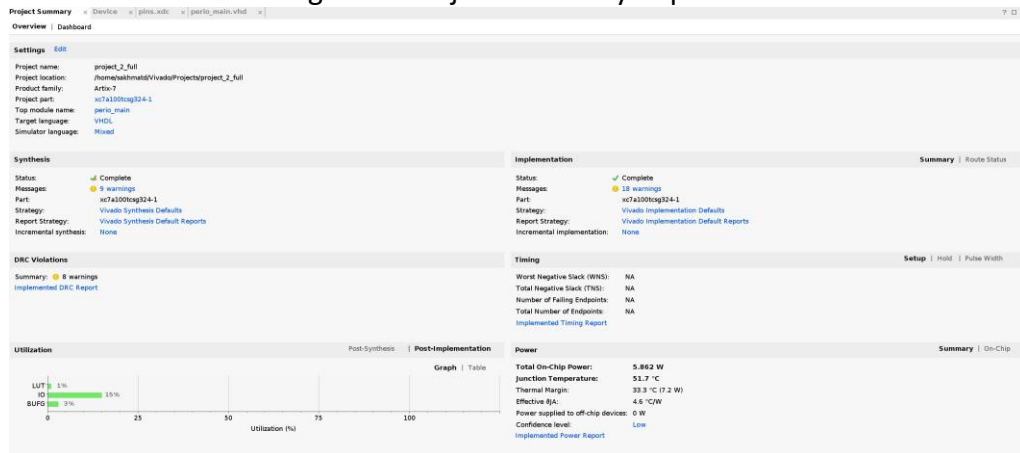 Project Summary × Device × pins.xdc × perio_main.vhd × ? □
Overview | Dashboard
Settings Edit
Project name: project_2_full
Project location: /home/sakhmatd/Vivado/Projects/project_2_full
Product family: Artix-7
Project part: xc7a100tcsg324-1
Top module name: perio_main
Target language: VHDL
Simulator language: Mixed
Synthesis
Status: Complete
Messages: 9 warnings
Part: xc7a100tcsg324-1
Strategy: Vivado Synthesis Defaults
Report Strategy: Vivado Synthesis Default Reports
Incremental synthesis: None
Implementation Summary | Route Status
Status: Complete
Messages: 18 warnings
Part: xc7a100tcsg324-1
Strategy: Vivado Implementation Defaults
Report Strategy: Vivado Implementation Default Reports
Incremental implementation: None
DRC Violations
Summary: 8 warnings
Implemented DRC Report
Timing Setup | Hold | Pulse Width
Worst Negative Slack (WNS): NA
Total Negative Slack (TNS): NA
Number of Failing Endpoints: NA
Total Number of Endpoints: NA
Implemented Timing Report
Utilization Post-Synthesis | Post-Implementation
Graph | Table
LUT 1%
IO 15%
BUFG 3%
0 25 50 75 100
Utilization (%)
Power Summary | On-Chip
Total On-Chip Power: 5.862 W
Junction Temperature: 51.7 °C
Thermal Margin: 33.3 °C (7.2 W)
Effective ϑJA: 4.6 °C/W
Power supplied to off-chip devices: 0 W
Confidence level: Low
Implemented Power Report